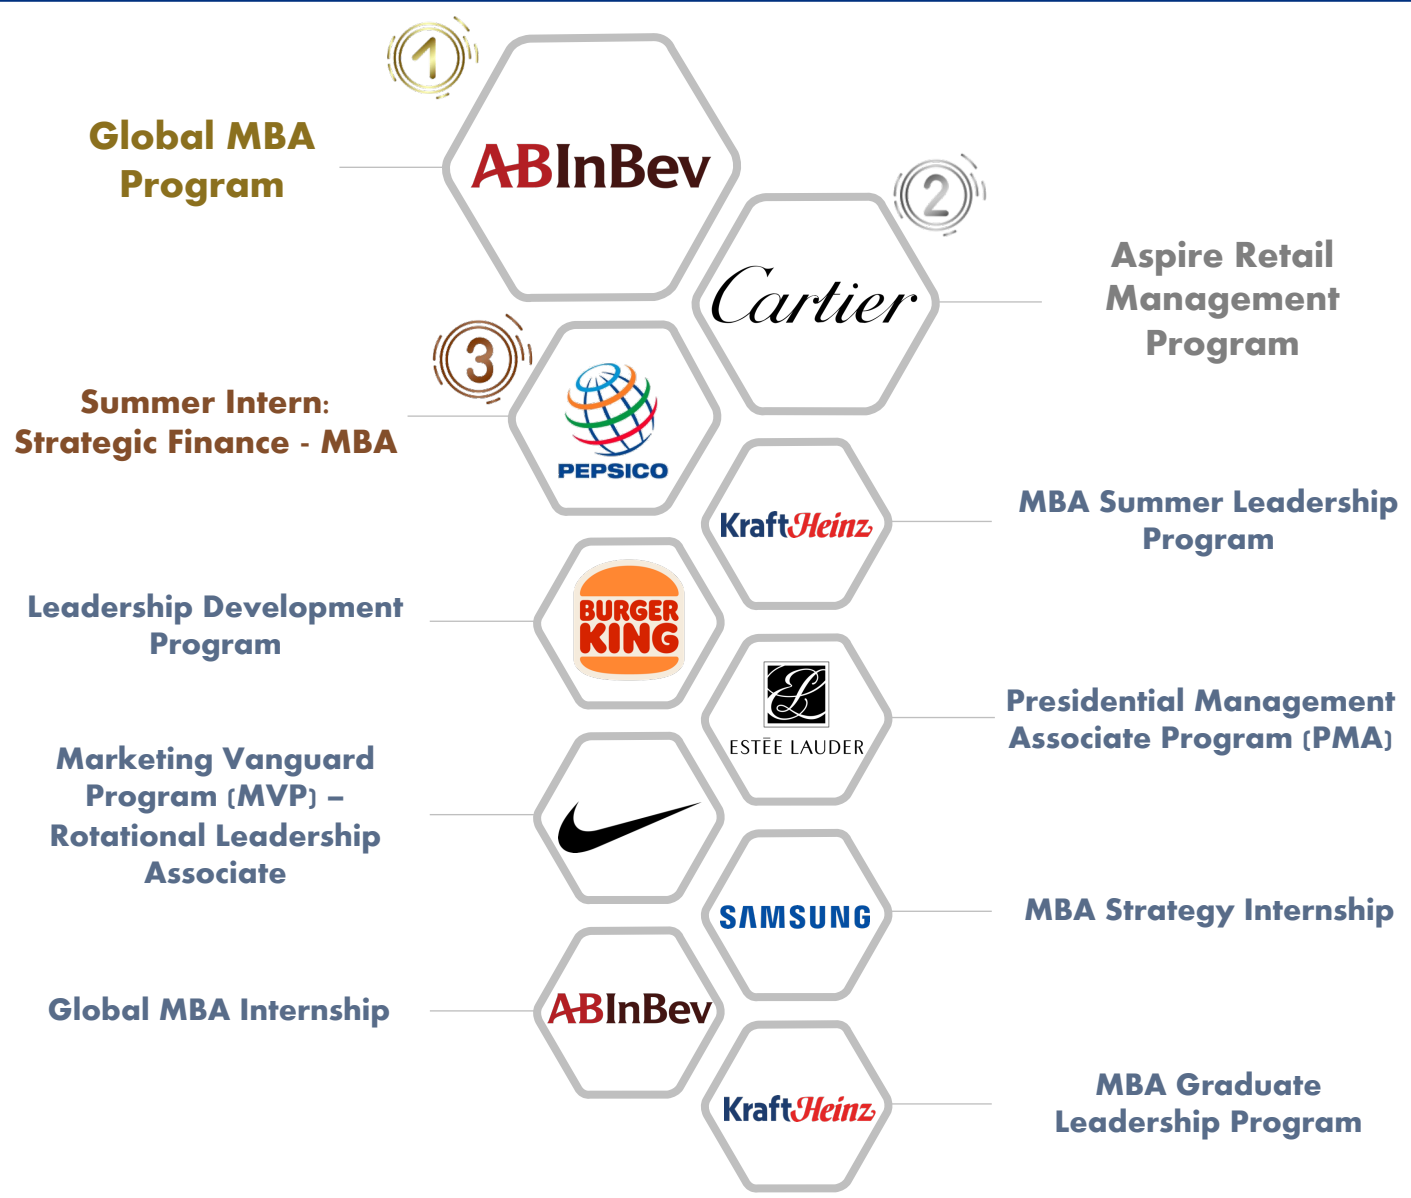 1
Global MBA
Program
ABInBev
2
Cartier
Aspire Retail
Management
Program
3
Summer Intern:
Strategic Finance - MBA
PEPSICO
KraftHeinz
MBA Summer Leadership
Program
Leadership Development
Program
BURGER
KING
EL
ESTĒE LAUDER
Presidential Management
Associate Program (PMA)
Marketing Vanguard
Program (MVP) –
Rotational Leadership
Associate
SAMSUNG
MBA Strategy Internship
Global MBA Internship
ABInBev
KraftHeinz
MBA Graduate
Leadership Program